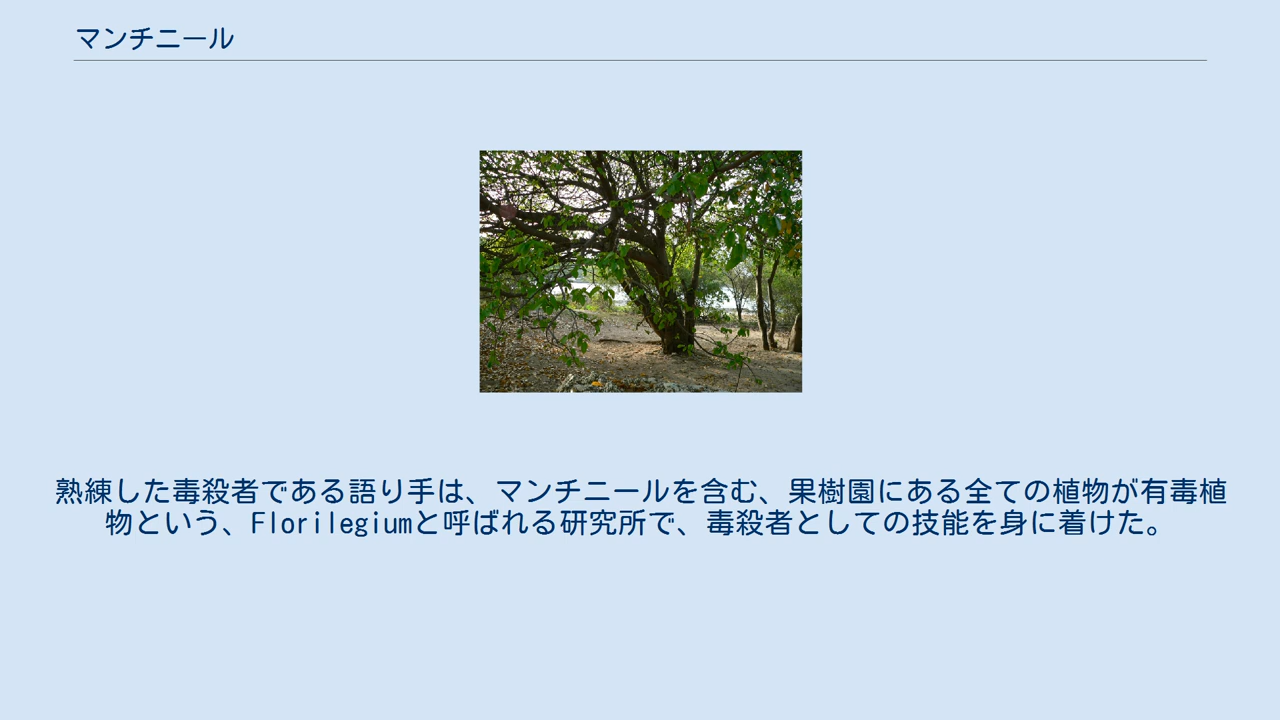 マンチニール
熟練した毒殺者である語り手は、マンチニールを含む、果樹園にある全ての植物が有毒植
物という、Florilegiumと呼ばれる研究所で、毒殺者としての技能を身に着けた。